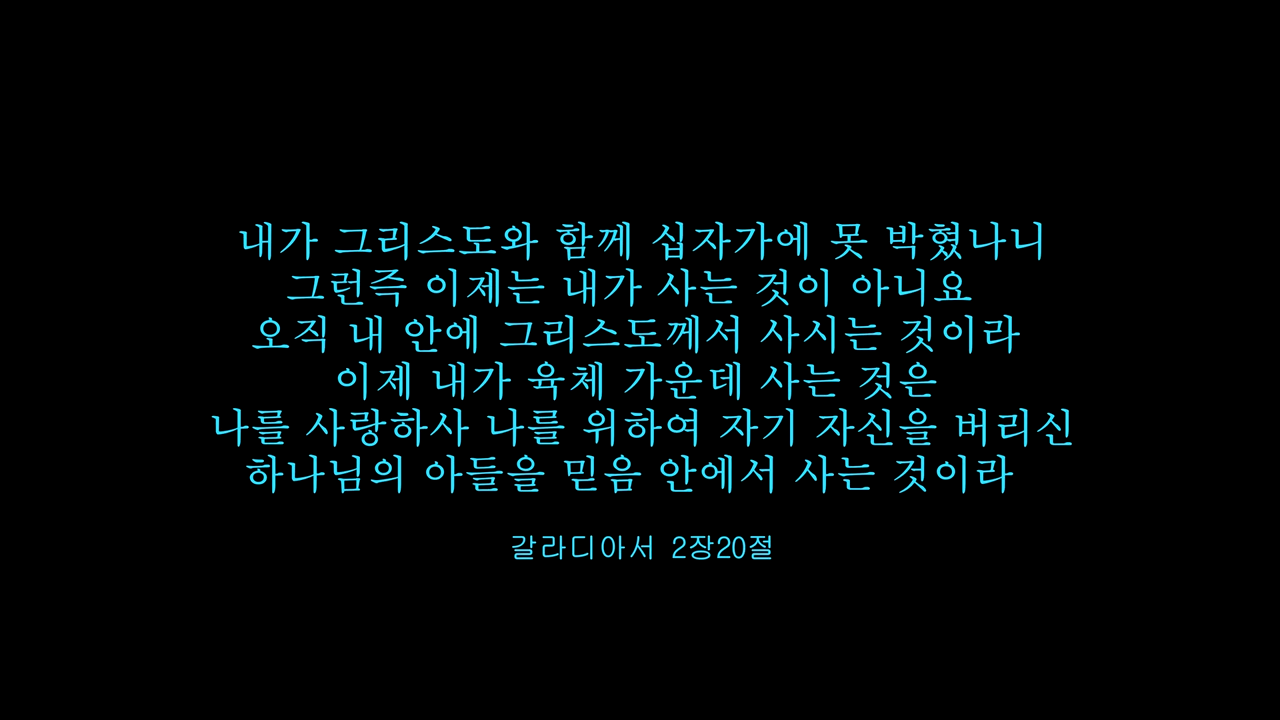 내가 그리스도와 함께 십자가에 못 박혔나니
그런즉 이제는 내가 사는 것이 아니요
오직 내 안에 그리스도께서 사시는 것이라
이제 내가 육체 가운데 사는 것은
나를 사랑하사 나를 위하여 자기 자신을 버리신
하나님의 아들을 믿음 안에서 사는 것이라
갈라디아서 2장20절